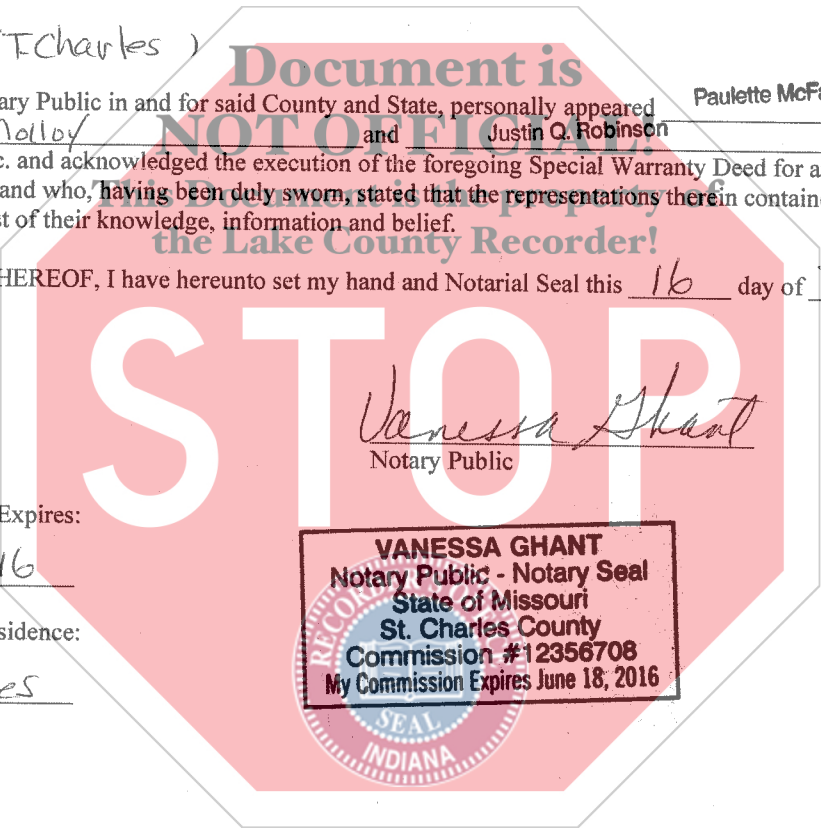 T. Charles )
Document is
ary Public in and for said County and State, personally appeared Paulette McFa
Molloy and Justin Q. Robinson
NOT OFFICIAL!
c. and acknowledged the execution of the foregoing Special Warranty Deed for a
and who, having been duly sworn, stated that the representations therein contain
This Document is the property of
st of their knowledge, information and belief.
the Lake County Recorder!
HEREOF, I have hereunto set my hand and Notarial Seal this 16 day of
STOP
Vanessa Ghant
Notary Public
Expires:
16
VANESSA GHANT
Notary Public - Notary Seal
State of Missouri
St. Charles County
Commission #12356708
My Commission Expires June 18, 2016
sidence:
es
RECORDER'S OFFICE
SEAL
INDIANA